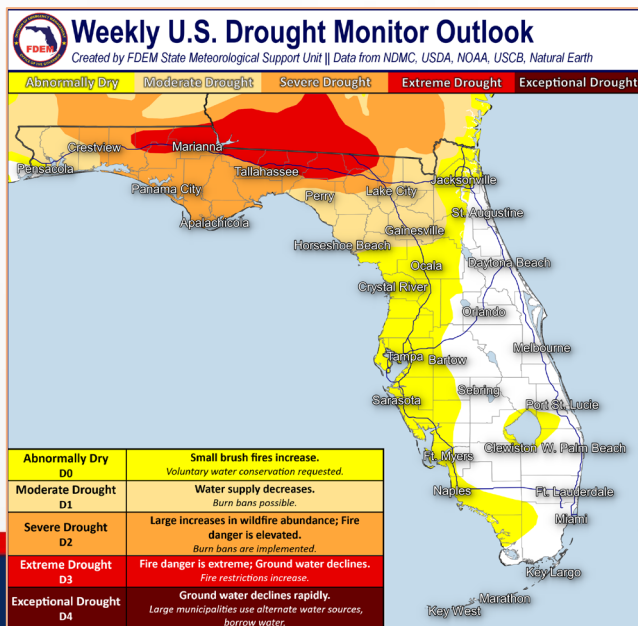 Weekly U.S. Drought Monitor Outlook
Created by FDEM State Meteorological Support Unit || Data from NDMC, USDA, NOAA, USCB, Natural Earth
FDEM
Abnormally Dry Moderate Drought Severe Drought Extreme Drought Exceptional Drought
Crestview
Marianna
Pensacola
Tallahassee
Jacksonville
Panama City
Perry
Lake City
Apalachicola
St. Augustine
Gainesville
Horseshoe Beach
Ocala
Daytona Beach
Crystal River
Orlando
Melbourne
Tampa
Bartow
Sebring
Sarasota
Port St. Lucie
Ft. Myers
Clewiston
W. Palm Beach
Naples
Ft. Lauderdale
Miami
Key Largo
Marathon
Key West
Abnormally Dry
D0
Small brush fires increase.
Voluntary water conservation requested.
Moderate Drought
D1
Water supply decreases.
Burn bans possible.
Severe Drought
D2
Large increases in wildfire abundance; Fire
danger is elevated.
Burn bans are implemented.
Extreme Drought
D3
Fire danger is extreme; Ground water declines.
Fire restrictions increase.
Exceptional Drought
D4
Ground water declines rapidly.
Large municipalities use alternate water sources,
borrow water.